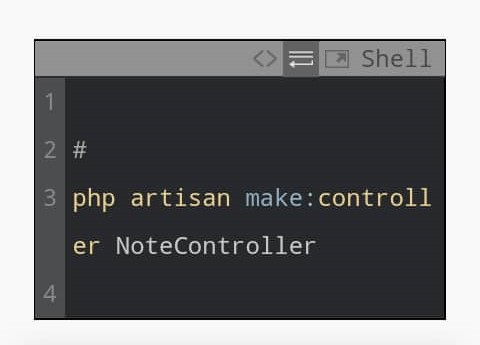 Shell
1
2 #
3 php artisan make:controll
er NoteController
4